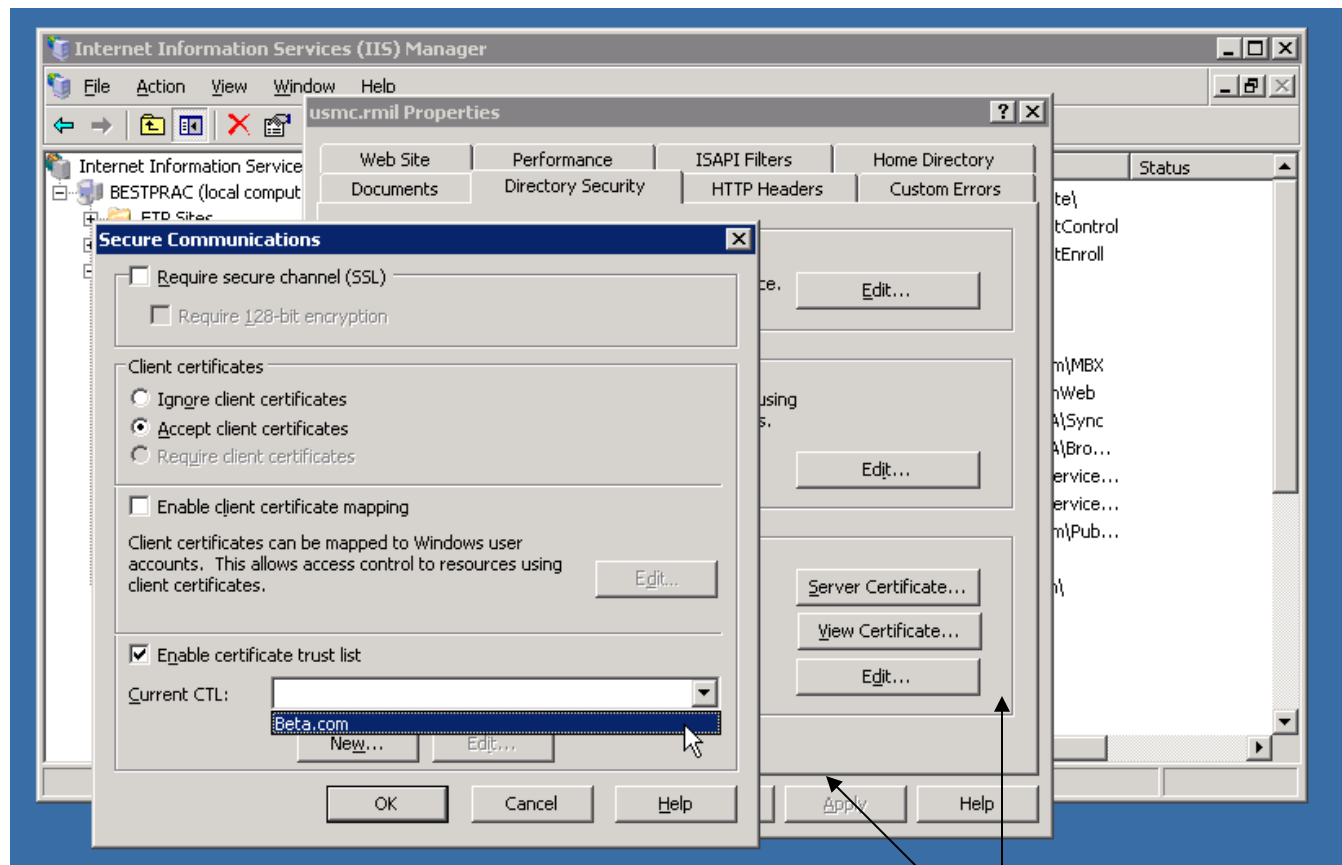 Internet Information Services (IIS) Manager
File Action View Window Help
usmc.rmil Properties
Web Site Performance ISAPI Filters Home Directory
Documents Directory Security HTTP Headers Custom Errors
Internet Information Service
BESTPRAC (local comput
FTP Sites
Status
te\
tControl
tEnroll
m\MBX
nWeb
A\Sync
A\Bro...
ervice...
ervice...
m\Pub...
n\
ce.
Edit...
using
s.
Edit...
Server Certificate...
View Certificate...
Edit...
Apply Help
Secure Communications
Require secure channel (SSL)
Require 128-bit encryption
Client certificates
Ignore client certificates
Accept client certificates
Require client certificates
Enable client certificate mapping
Client certificates can be mapped to Windows user
accounts. This allows access control to resources using
client certificates.
Edit...
Enable certificate trust list
Current CTL:
Beta.com
New... Edit...
OK Cancel Help